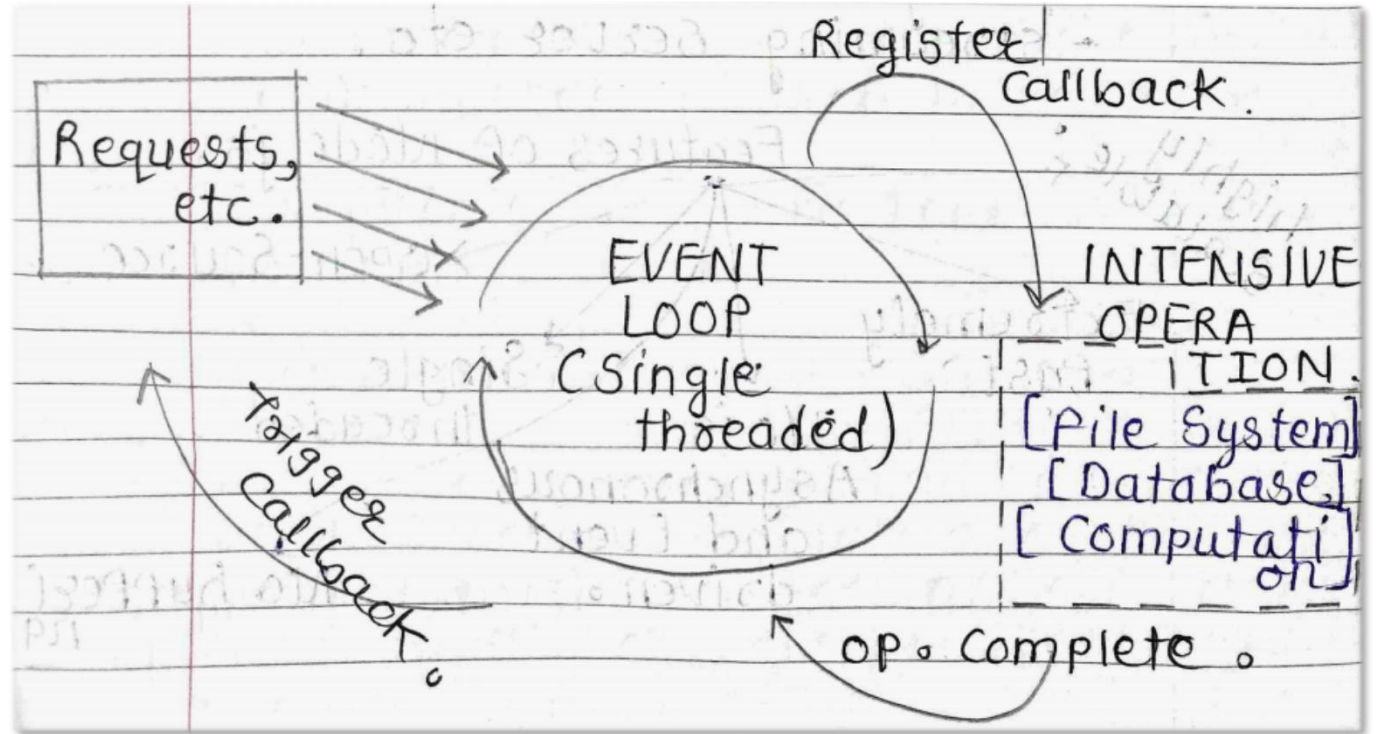 Register
Callback.
Requests,
etc.
EVENT
LOOP
(Single
threaded)
INTENSIVE
OPERA
ITION.
[File System]
[Database]
[Computati
on]
Trigger
Callback.
OP. Complete.